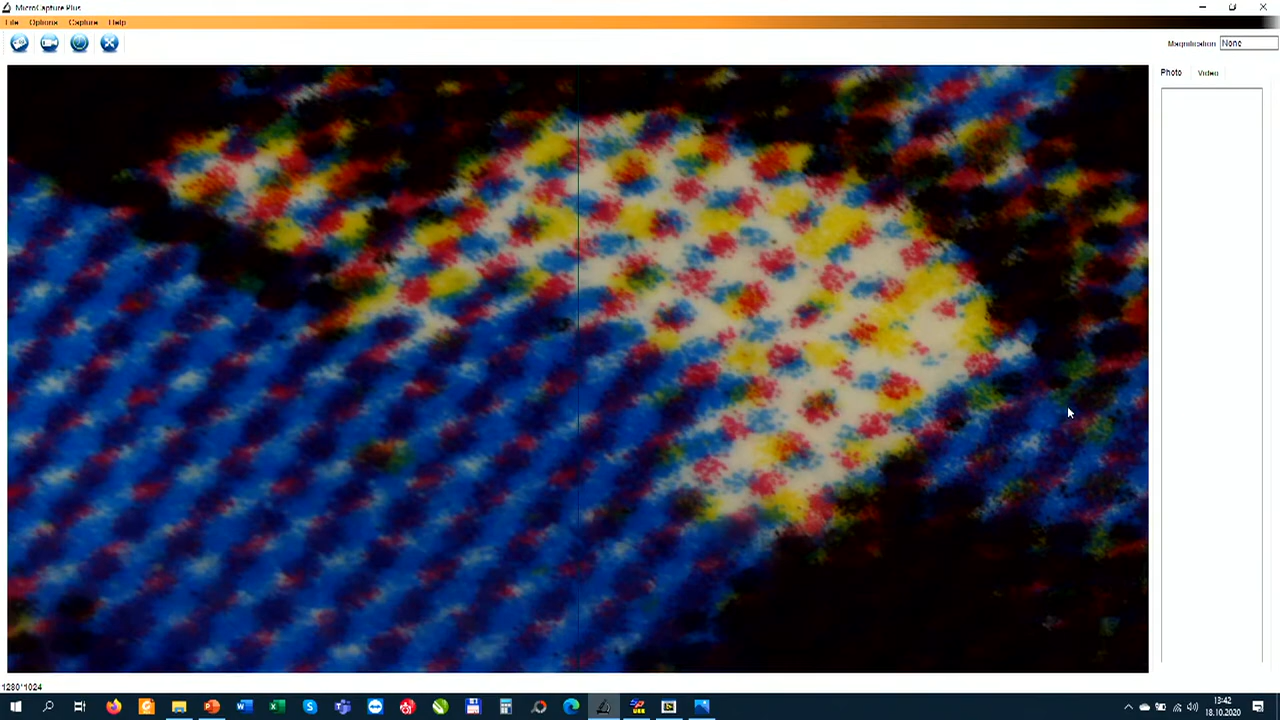 MicroCapture Plus
File Options Capture Help
Magnification None
Photo Video
1280*1024
13:42
18.10.2020